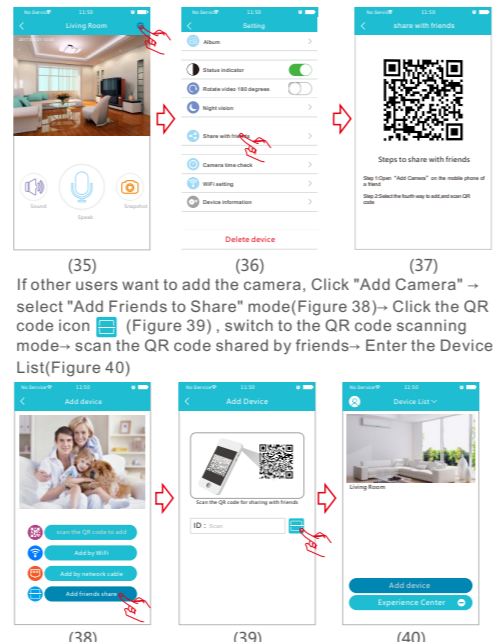 No Service 11:50
Living Room
Sound
Speak
Snapshot
(35)
No Service 11:50
Setting
Album
Status indicator
Rotate video 180 degrees
Night vision
Share with friends
Camera time check
WiFi setting
Device information
Delete device
(36)
No Service 11:50
share with friends
Steps to share with friends
Step 1:Open "Add Camera" on the mobile phone of
a friend
Step 2:Select the fourth way to add,and scan QR
code
(37)
If other users want to add the camera, Click "Add Camera" →
select "Add Friends to Share" mode(Figure 38)→ Click the QR
code icon (Figure 39) , switch to the QR code scanning
mode→ scan the QR code shared by friends→ Enter the Device
List(Figure 40)
No Service 11:50
Add device
scan the QR code to add
Add by WiFi
Add by network cable
Add friends share
(38)
No Service 11:50
Add Device
Scan the QR code for sharing with friends
ID : Scan
(39)
No Service 11:50
Device List
Living Room
Add device
Experience Center
(40)